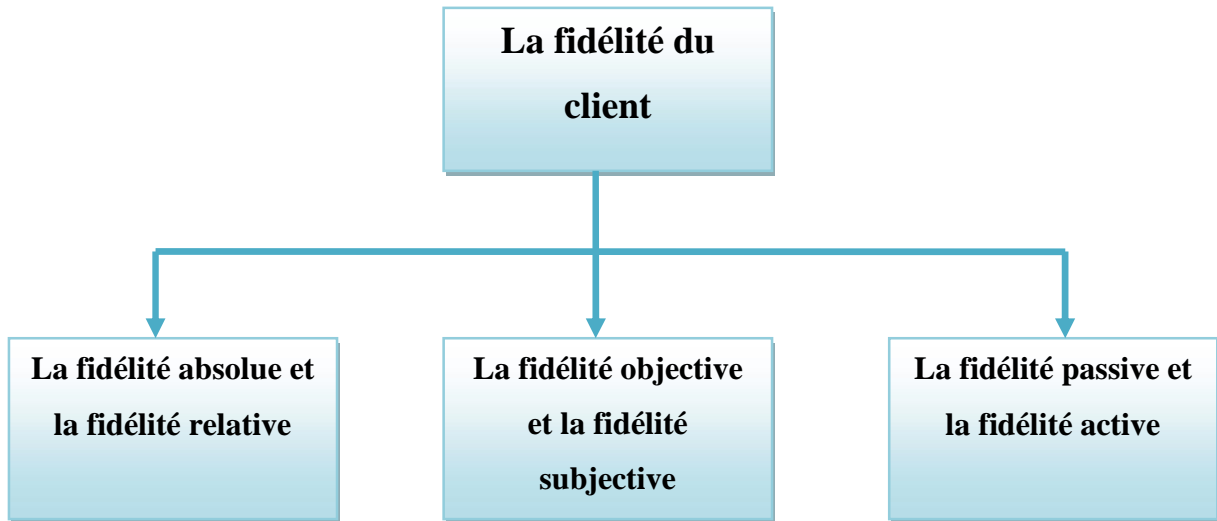 La fidélité du
client
La fidélité absolue et
la fidélité relative
La fidélité objective
et la fidélité
subjective
La fidélité passive et
la fidélité active